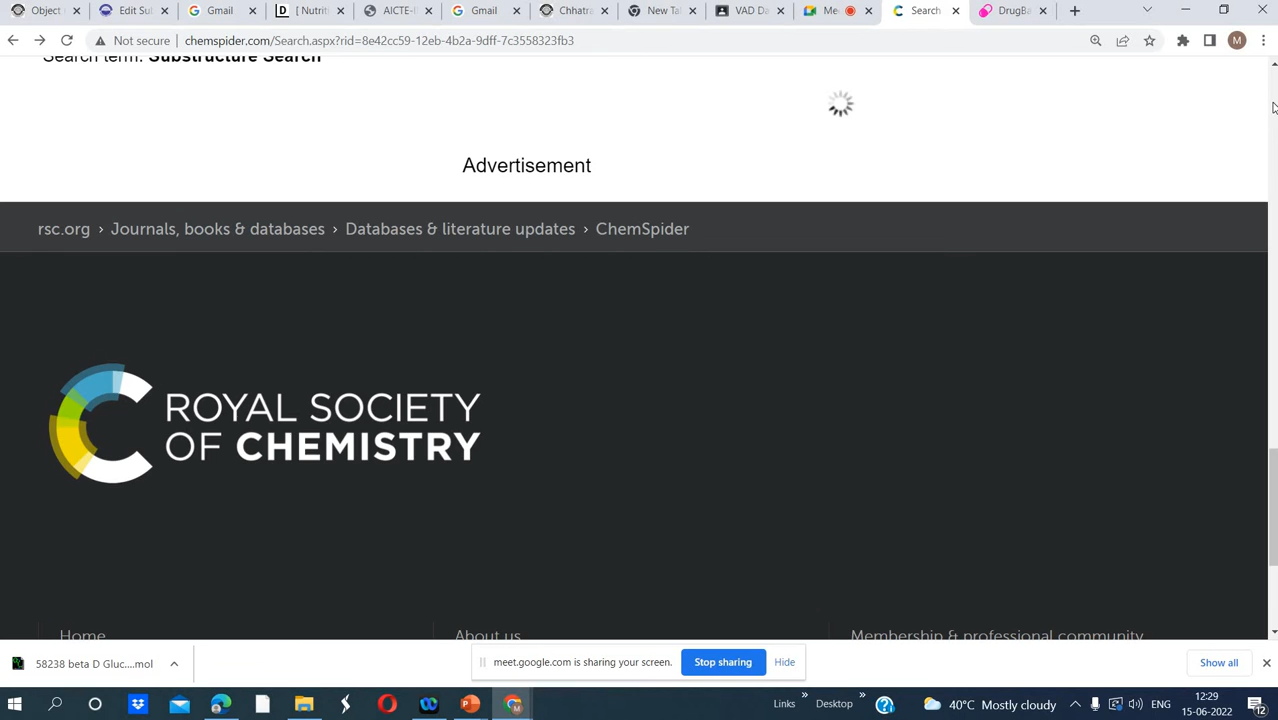 Object
Edit Sul
Gmail
[ Nutriti
AICTE-II
Gmail
Chhatra
New Tal
VAD Da
Me
Search
DrugBa
Not secure
chemspider.com/Search.aspx?rid=8e42cc59-12eb-4b2a-9dff-7c3558323fb3
M
Search term: Substructure Search
Advertisement
rsc.org › Journals, books & databases › Databases & literature updates › ChemSpider
ROYAL SOCIETY
OF CHEMISTRY
Home
About us
Membership & professional community
58238 beta D Gluc....mol
meet.google.com is sharing your screen.
Stop sharing
Hide
Show all
Links
Desktop
40°C Mostly cloudy
ENG
12:29
15-06-2022
12